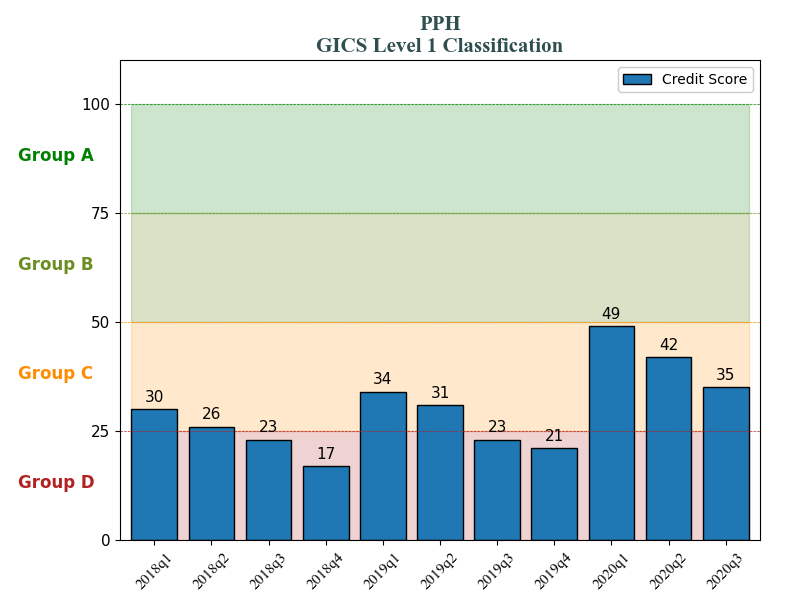 PPH
GICS Level 1 Classification
Credit Score
100
Group A
75
Group B
50
49
42
Group C
35
34
31
30
26
25
23
23
21
17
Group D
0
2018q1
2018q2
2018q3
2018q4
2019q1
2019q2
2019q3
2019q4
2020q1
2020q2
2020q3